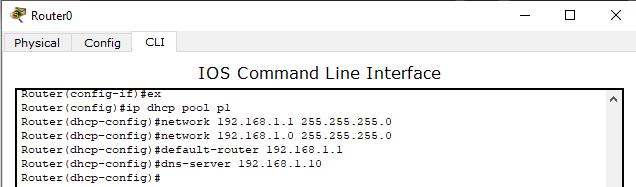 Router0
Physical Config CLI
IOS Command Line Interface
Router(config-if)#ex
Router(config)#ip dhcp pool p1
Router(dhcp-config)#network 192.168.1.1 255.255.255.0
Router(dhcp-config)#network 192.168.1.0 255.255.255.0
Router(dhcp-config)#default-router 192.168.1.1
Router(dhcp-config)#dns-server 192.168.1.10
Router(dhcp-config)#